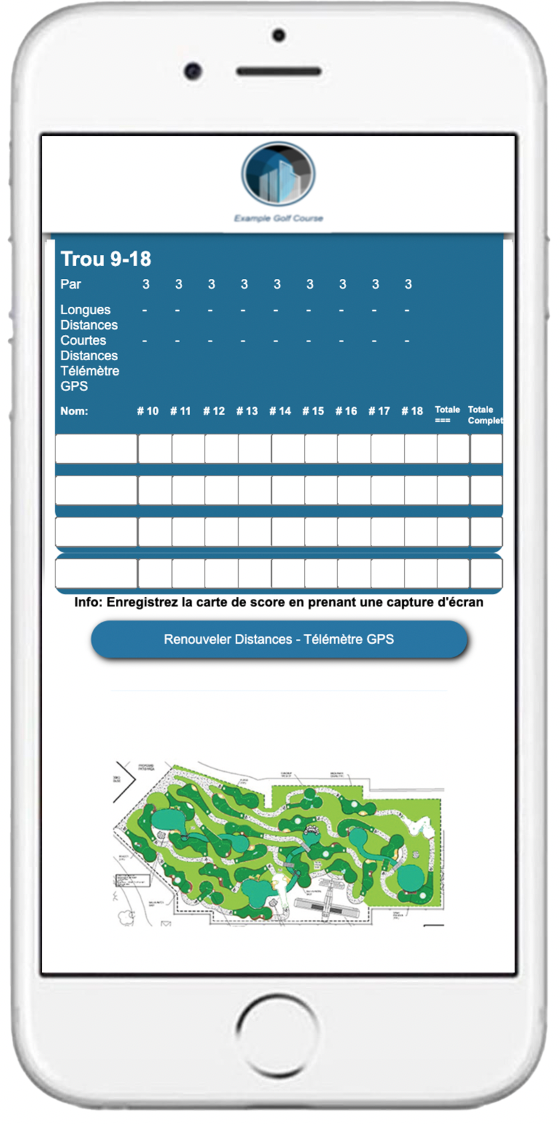 Example Golf Course
Trou 9-18
Par 3 3 3 3 3 3 3 3 3
Longues - - - - - - - - -
Distances
Courtes - - - - - - - - -
Distances
Télémètre
GPS
Nom: # 10 # 11 # 12 # 13 # 14 # 15 # 16 # 17 # 18 Totale Totale
=== Complet
Info: Enregistrez la carte de score en prenant une capture d'écran
Renouveler Distances - Télémètre GPS